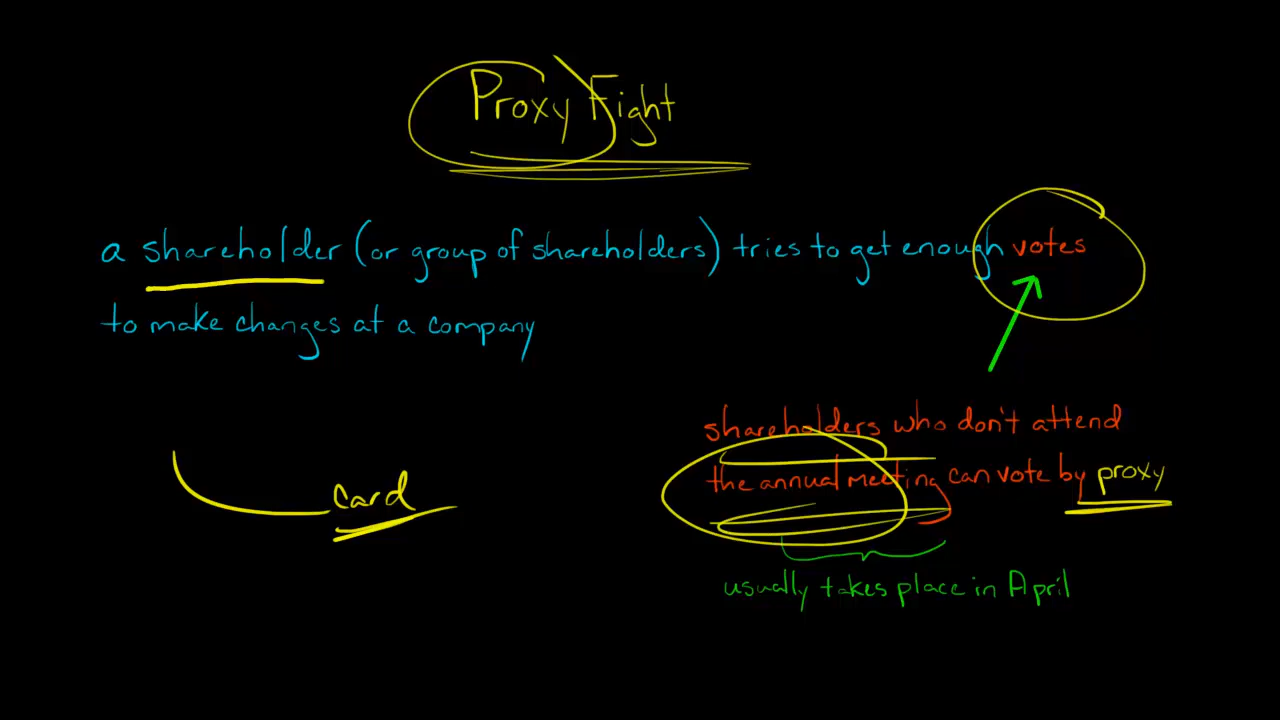 Proxy Fight
a shareholder (or group of shareholders) tries to get enough votes
to make changes at a company
shareholders who don't attend
the annual meeting can vote by proxy
card
usually takes place in April